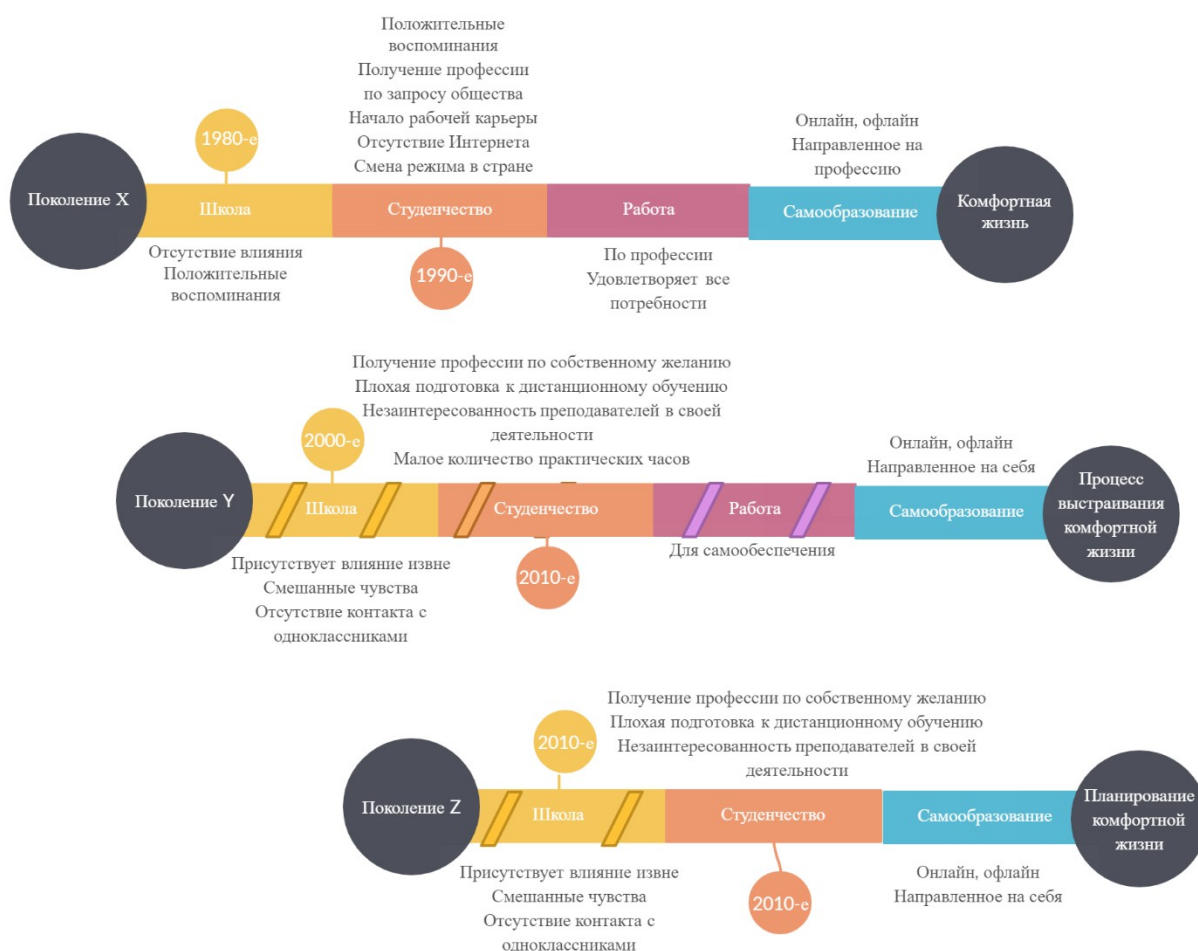 Положительные
воспоминания
Получение профессии
по запросу общества
Начало рабочей карьеры
Отсутствие Интернета
Смена режима в стране
1980-е
Онлайн, офлайн
Направленное на
профессию
Поколение X
Школа
Студенчество
Работа
Самообразование
Комфортная
жизнь
Отсутствие влияния
Положительные
воспоминания
1990-е
По профессии
Удовлетворяет все
потребности
Получение профессии по собственному желанию
Плохая подготовка к дистанционному обучению
Незаинтересованность преподавателей в своей
деятельности
Малое количество практических часов
2000-е
Онлайн, офлайн
Направленное на себя
Поколение Y
Школа
Студенчество
Работа
Самообразование
Процесс
выстраивания
комфортной
жизни
Присутствует влияние извне
Смешанные чувства
Отсутствие контакта с
одноклассниками
2010-е
Для самообеспечения
Получение профессии по собственному желанию
Плохая подготовка к дистанционному обучению
Незаинтересованность преподавателей в своей
деятельности
2010-е
Поколение Z
Школа
Студенчество
Самообразование
Планирование
комфортной
жизни
Присутствует влияние извне
Смешанные чувства
Отсутствие контакта с
одноклассниками
2010-е
Онлайн, офлайн
Направленное на себя